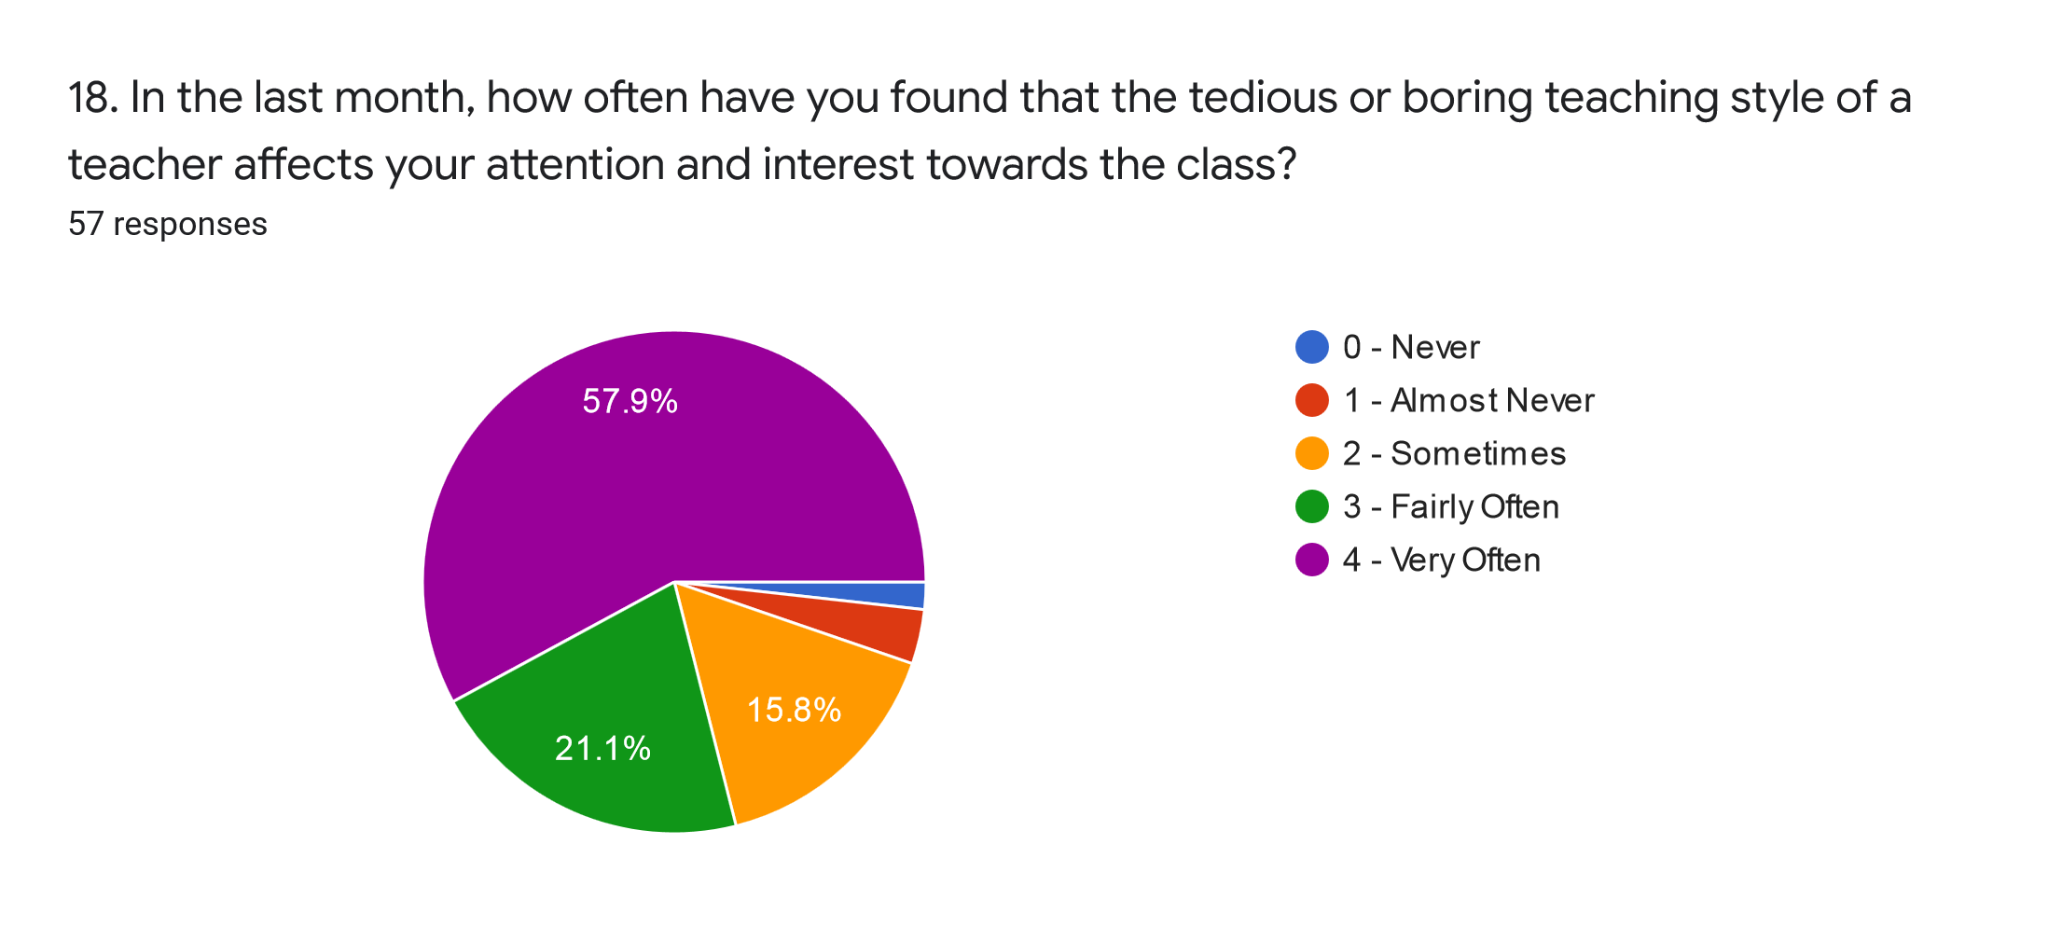 18. In the last month, how often have you found that the tedious or boring teaching style of a
teacher affects your attention and interest towards the class?
57 responses
57.9%
21.1%
15.8%
0 - Never
1 - Almost Never
2 - Sometimes
3 - Fairly Often
4 - Very Often